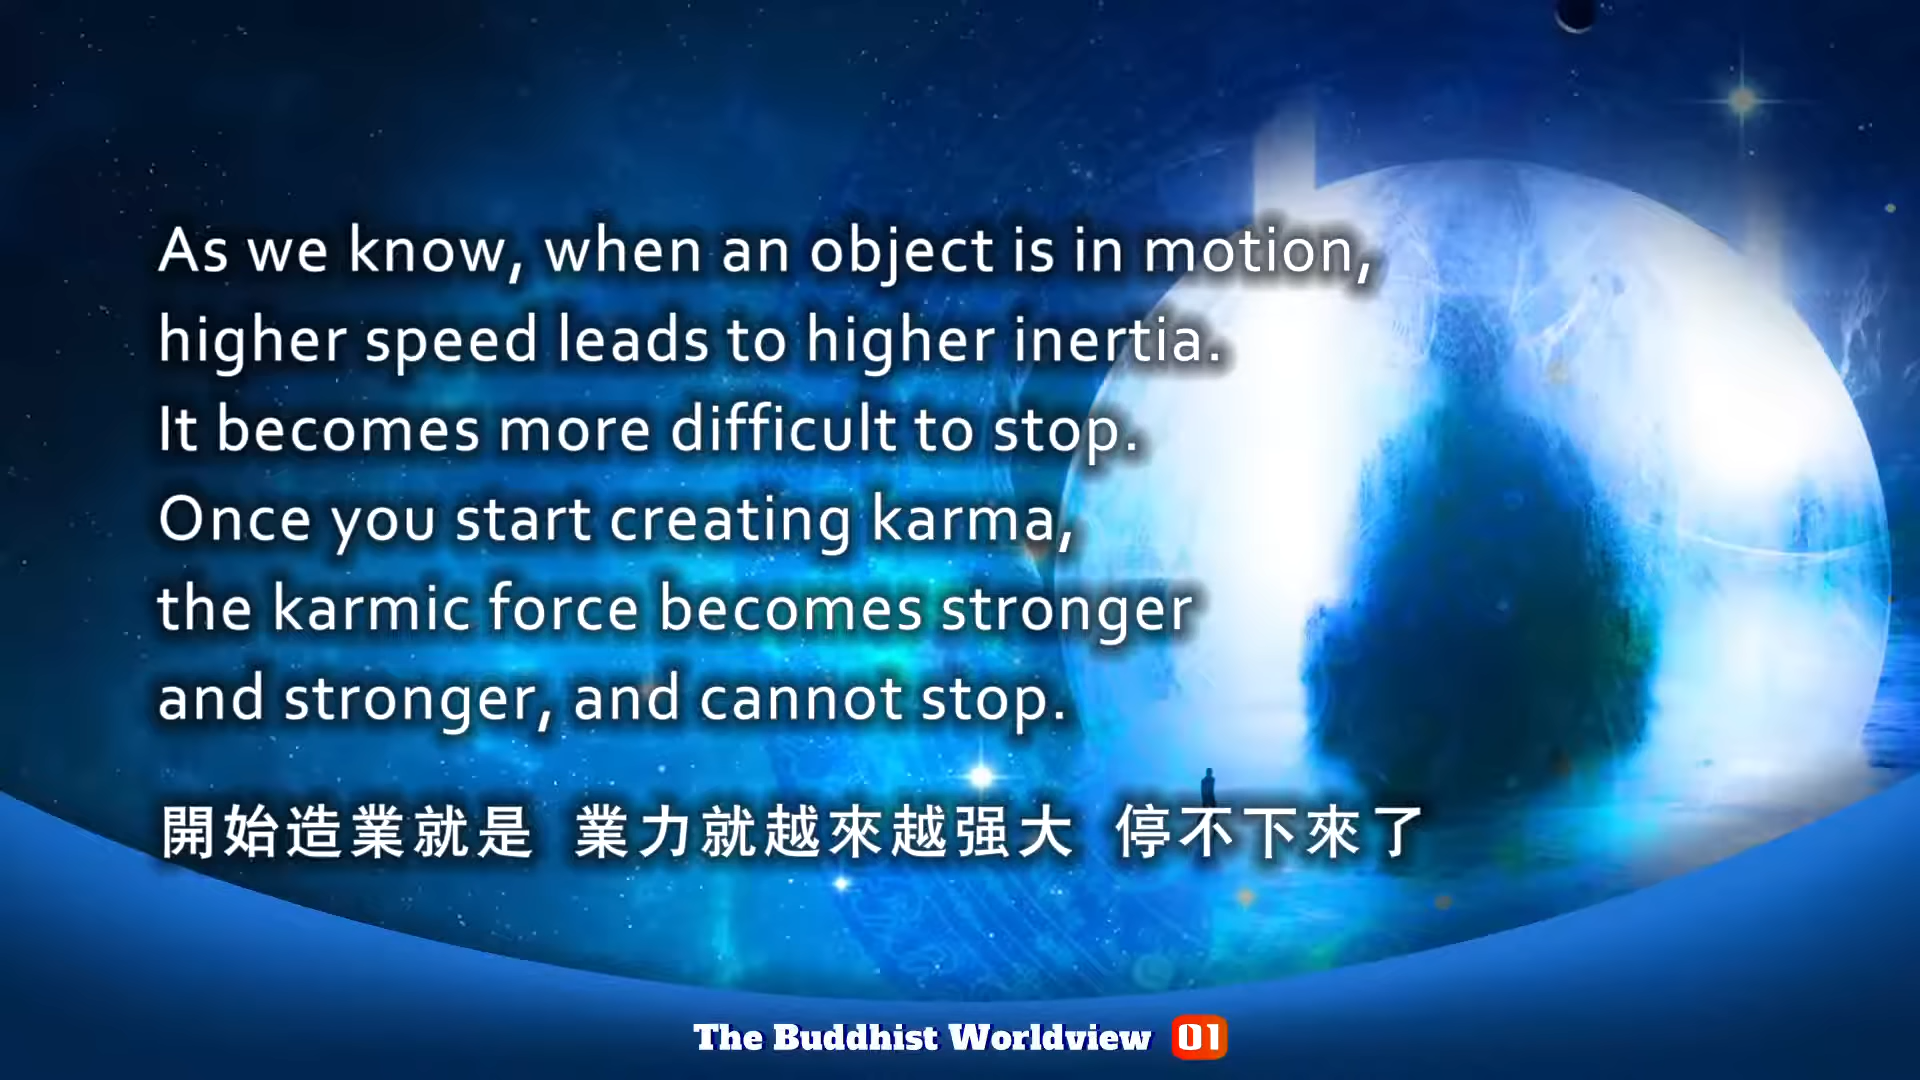 As we know, when an object is in motion,
higher speed leads to higher inertia.
It becomes more difficult to stop.
Once you start creating karma,
the karmic force becomes stronger
and stronger, and cannot stop.
開始造業就是 業力就越來越强大 停不下來了
The Buddhist Worldview 01